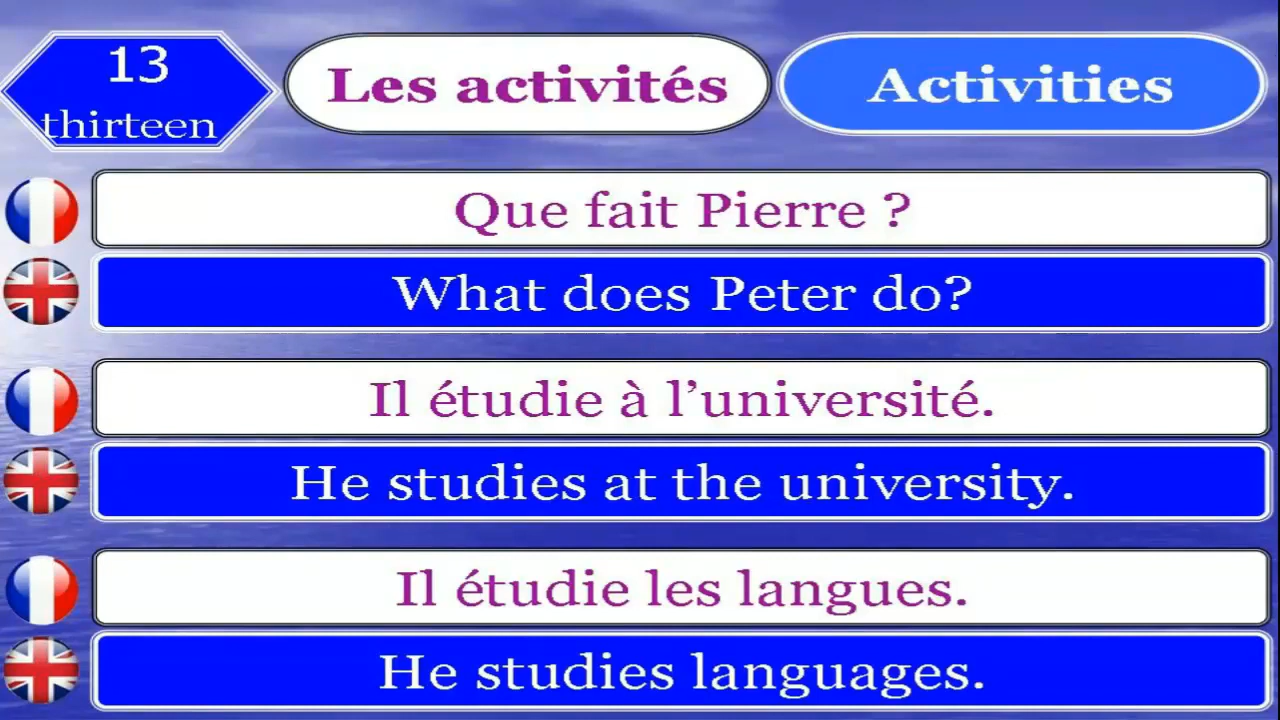 13
thirteen
Les activités
Activities
Que fait Pierre ?
What does Peter do?
Il étudie à l’université.
He studies at the university.
Il étudie les langues.
He studies languages.